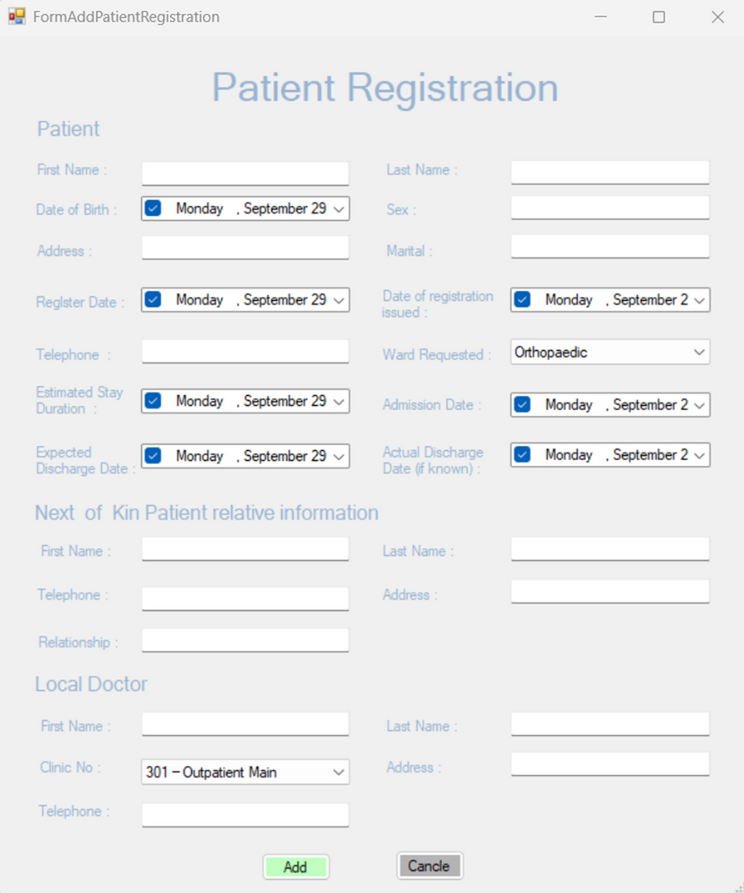 FormAddPatientRegistration
Patient Registration
Patient
First Name :
Last Name :
Date of Birth : Monday , September 29
Sex :
Address :
Marital :
Register Date : Monday , September 29
Date of registration
issued : Monday , September 2
Telephone :
Ward Requested : Orthopaedic
Estimated Stay
Duration : Monday , September 29
Admission Date : Monday , September 2
Expected
Discharge Date : Monday , September 29
Actual Discharge
Date (if known) : Monday , September 2
Next of Kin Patient relative information
First Name :
Last Name :
Telephone :
Address :
Relationship :
Local Doctor
First Name :
Last Name :
Clinic No : 301 – Outpatient Main
Address :
Telephone :
Add
Cancle